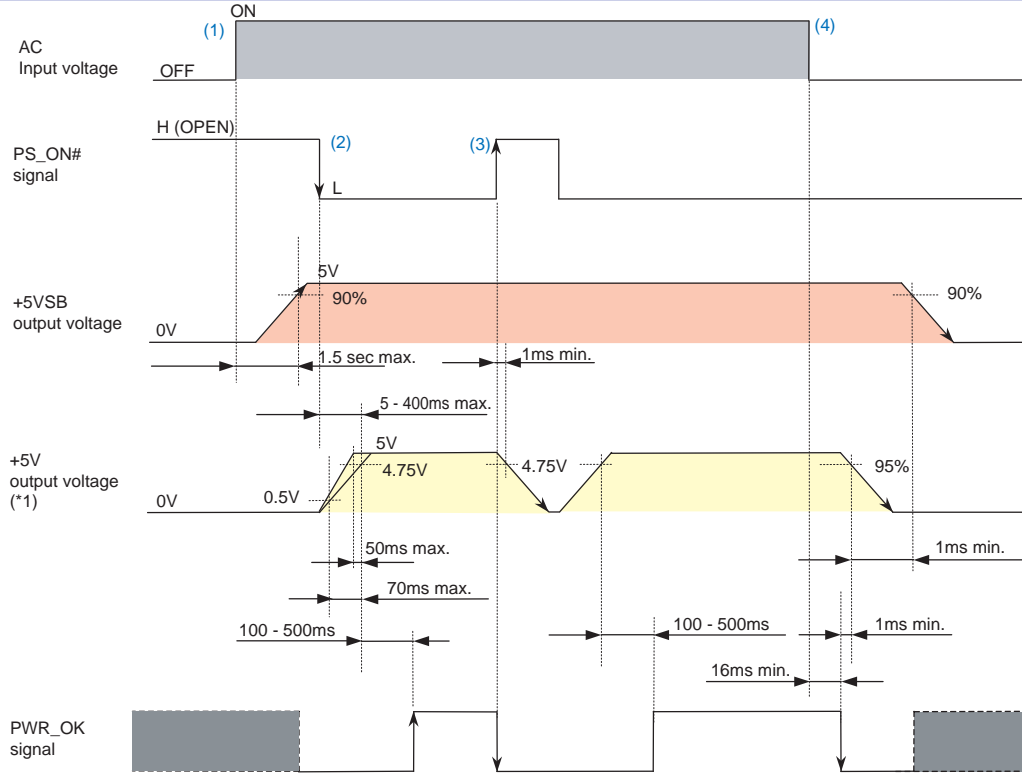 ON
(1)
(4)
AC
Input voltage
OFF
H (OPEN)
(2)
(3)
PS_ON#
signal
L
5V
90%
90%
+5VSB
output voltage
0V
1.5 sec max.
1ms min.
5 - 400ms max.
5V
+5V
output voltage
(*1)
4.75V
4.75V
95%
0.5V
0V
50ms max.
1ms min.
70ms max.
100 - 500ms
100 - 500ms
1ms min.
16ms min.
PWR_OK
signal